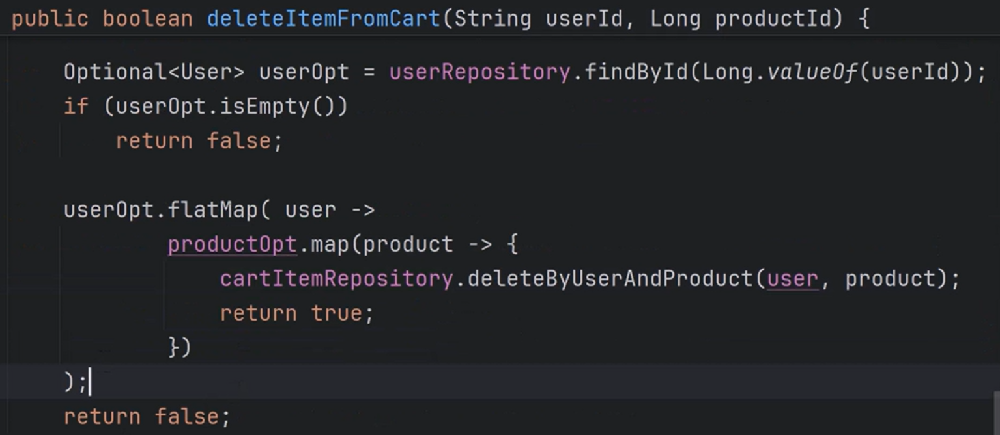 public boolean deleteItemFromCart(String userId, Long productId) {
Optional<User> userOpt = userRepository.findById(Long.valueOf(userId));
if (userOpt.isEmpty())
return false;
userOpt.flatMap( user ->
productOpt.map(product -> {
cartItemRepository.deleteByUserAndProduct(user, product);
return true;
})
);
return false;